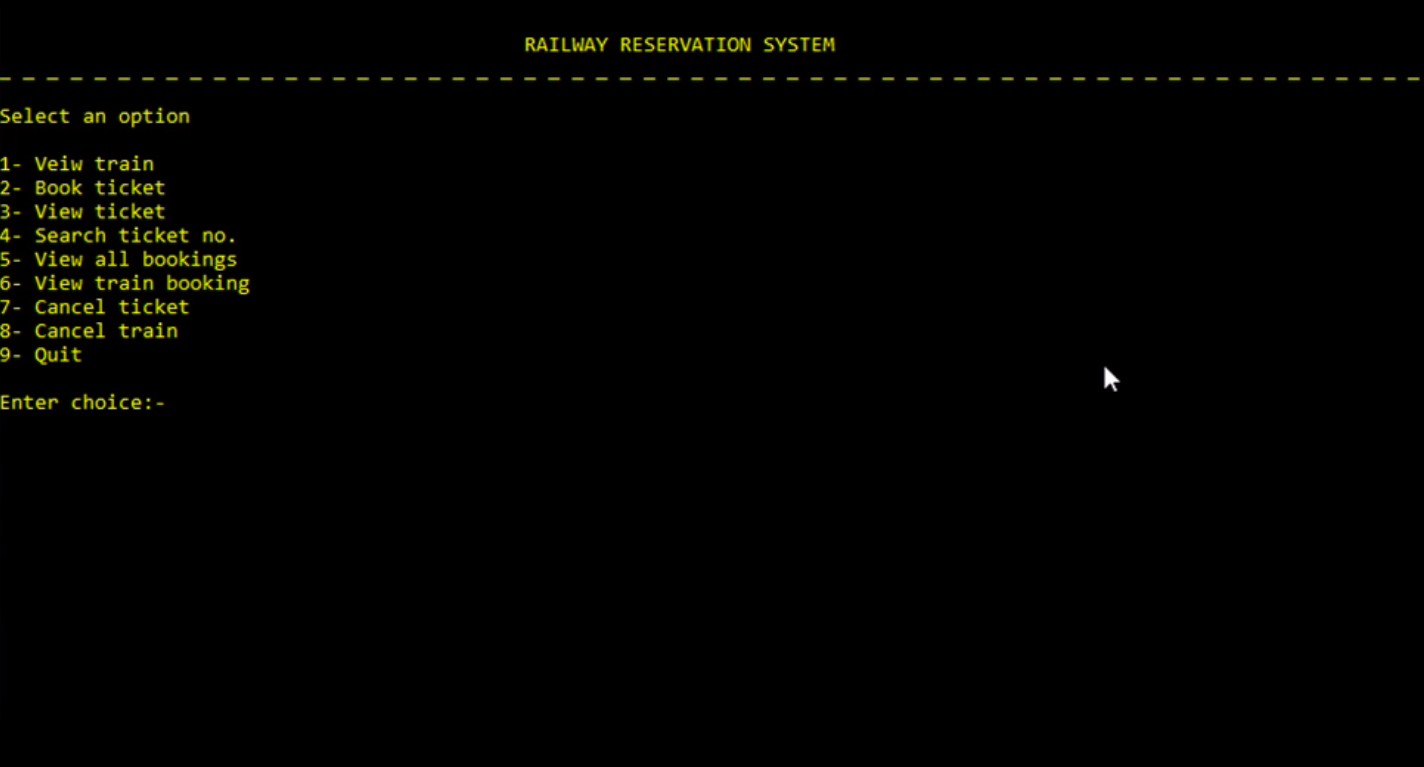 RAILWAY RESERVATION SYSTEM
- - - - - - - - - - - - - - - - - - - - - - - - - - - - - - - - - - - - - - - - - - - - - - - - - - - - - - - - - - - -
Select an option
1- Veiw train
2- Book ticket
3- View ticket
4- Search ticket no.
5- View all bookings
6- View train booking
7- Cancel ticket
8- Cancel train
9- Quit
Enter choice:-